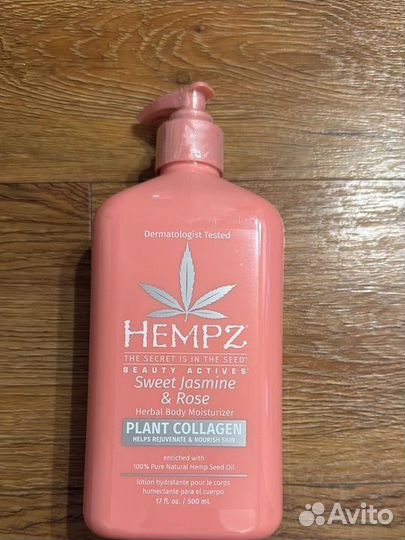 Dermatologist Tested
HEMPZ
THE SECRET IS IN THE SEED®
BEAUTY ACTIVES®
Sweet Jasmine
& Rose
Herbal Body Moisturizer
PLANT COLLAGEN
HELPS REJUVENATE & NOURISH SKIN
enriched with
100% Pure Natural Hemp Seed Oil
lotion hydratante pour le corps
humectante para el cuerpo
17 fl. oz. / 500 mL
Avito